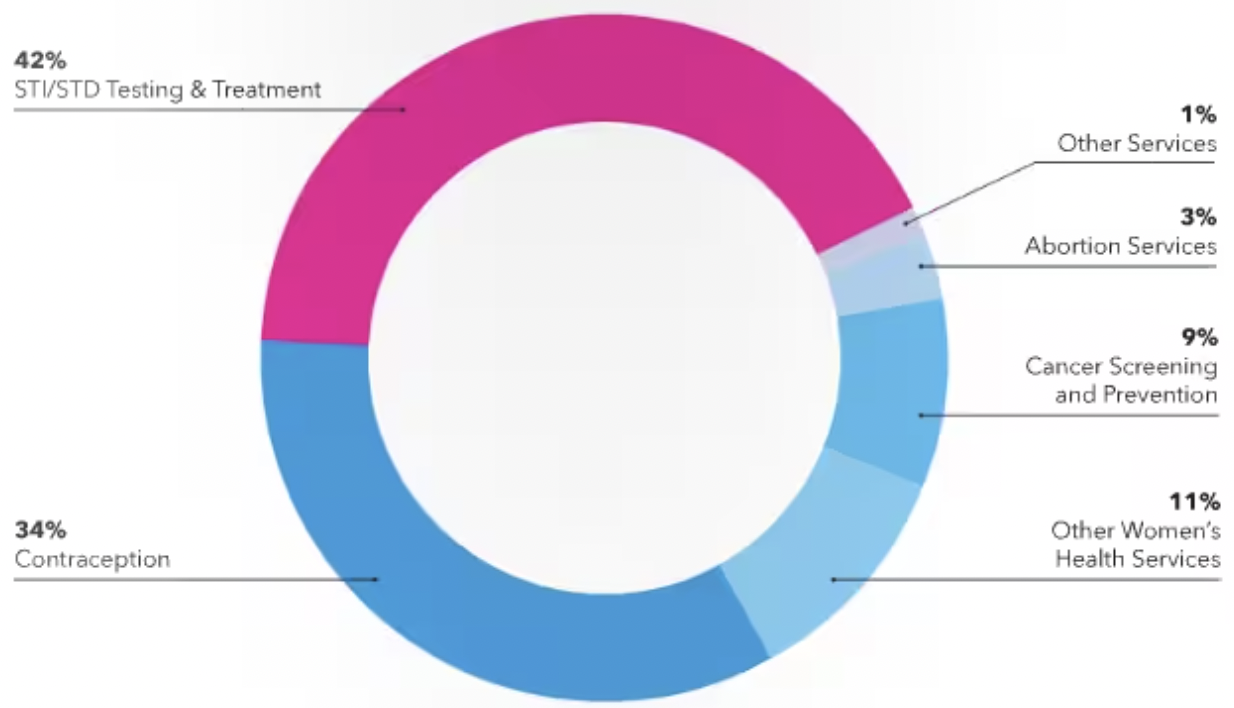 42%
STI/STD Testing & Treatment
1%
Other Services
3%
Abortion Services
9%
Cancer Screening
and Prevention
11%
Other Women's
Health Services
34%
Contraception